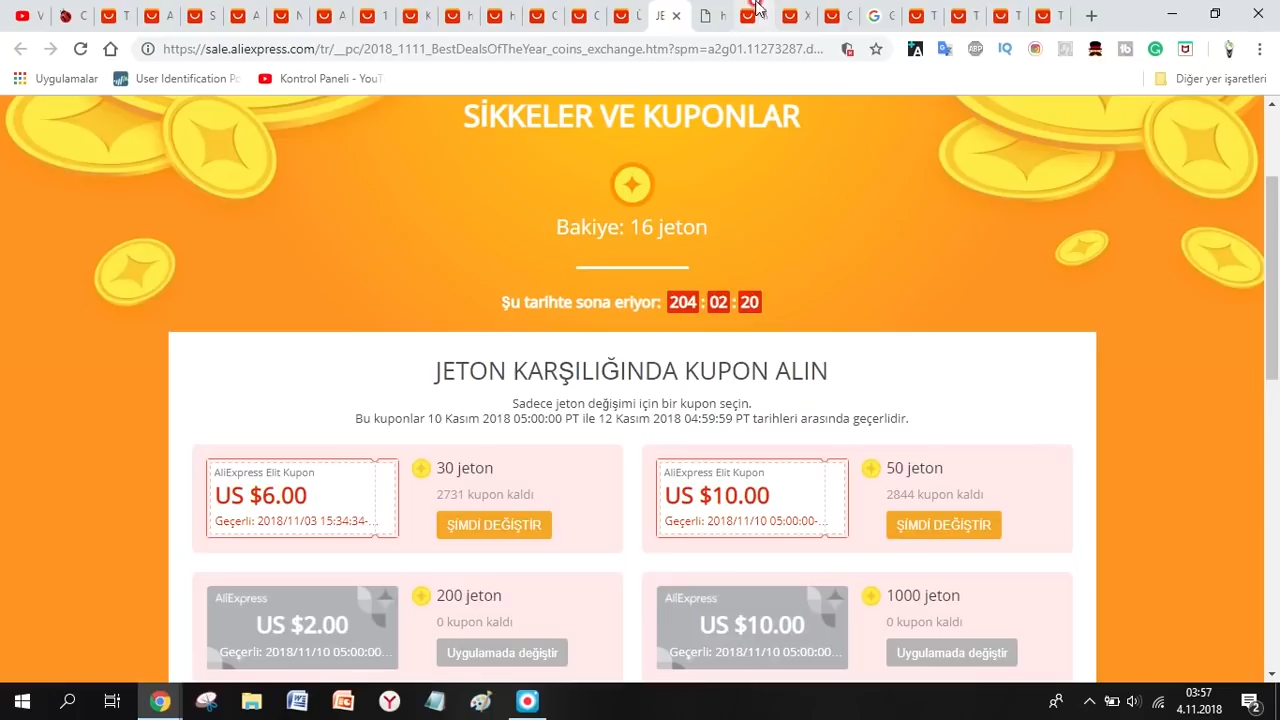 C
T
S
N
A
1
K
h
C
C
Ü
JE
h
X
C
G
T
T
T
T
https://sale.aliexpress.com/tr/__pc/2018_1111_BestDealOfTheYear_coins_exchange.htm?spm=a2g01.11273287.d...
Uygulamalar
User Identification Po
Kontrol Paneli - YouT
Diğer yer işaretleri
SİKKELER VE KUPONLAR
Bakiye: 16 jeton
Şu tarihte sona eriyor: 204 : 02 : 20
JETON KARŞILIĞINDA KUPON ALIN
Sadece jeton değişimi için bir kupon seçin.
Bu kuponlar 10 Kasım 2018 05:00:00 PT ile 12 Kasım 2018 04:59:59 PT tarihleri arasında geçerlidir.
AliExpress Elit Kupon
US $6.00
Geçerli: 2018/11/03 15:34:34-...
30 jeton
2731 kupon kaldı
ŞİMDİ DEĞİŞTİR
AliExpress Elit Kupon
US $10.00
Geçerli: 2018/11/10 05:00:00-...
50 jeton
2844 kupon kaldı
ŞİMDİ DEĞİŞTİR
AliExpress
US $2.00
Geçerli: 2018/11/10 05:00:00...
200 jeton
0 kupon kaldı
Uygulamada değiştir
AliExpress
US $10.00
Geçerli: 2018/11/10 05:00:00...
1000 jeton
0 kupon kaldı
Uygulamada değiştir
03:57
4.11.2018
2